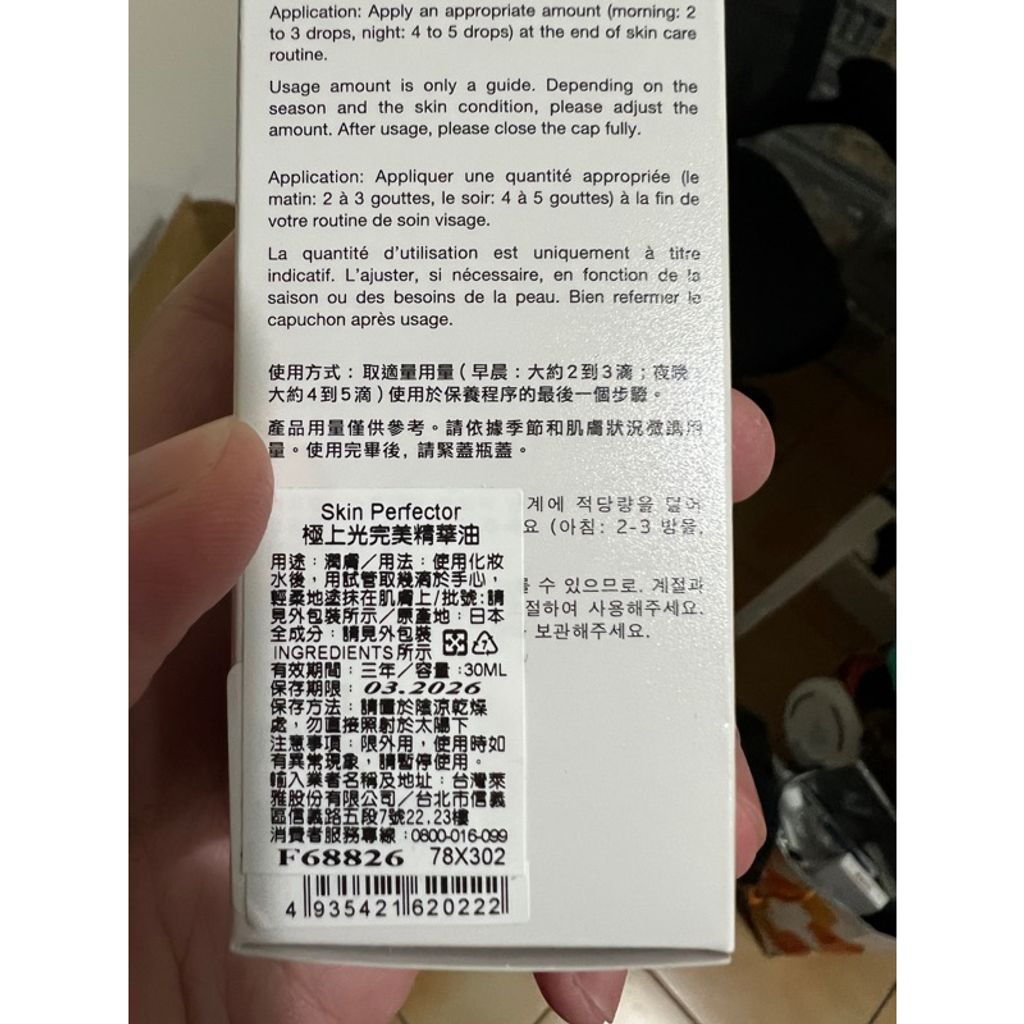 Application: Apply an appropriate amount (morning: 2
to 3 drops, night: 4 to 5 drops) at the end of skin care
routine.
Usage amount is only a guide. Depending on the
season and the skin condition, please adjust the
amount. After usage, please close the cap fully.
Application: Appliquer une quantité appropriée (le
matin: 2 à 3 gouttes, le soir: 4 à 5 gouttes) à la fin de
votre routine de soin visage.
La quantité d'utilisation est uniquement à titre
indicatif. L'ajuster, si nécessaire, en fonction de la
saison ou des besoins de la peau. Bien refermer le
capuchon après usage.
使用方式：取適量用量（早晨：大約2到3滴；夜晚：
大約4到5滴）使用於保養程序的最後一個步驟。
產品用量僅供參考。請依據季節和肌膚狀況微調用
量。使用完畢後, 請緊蓋瓶蓋。
계에 적당량을 덜어
요 (아침: 2-3 방울,
를 수 있으므로, 계절과
절하여 사용해주세요.
보관해주세요.
Skin Perfector
極上光完美精華油
用途：潤膚／用法：使用化妝
水後，用試管取幾滴於手心，
輕柔地塗抹在肌膚上/批號:請
見外包裝所示／原產地：日本
全成分：請見外包裝
INGREDIENTS所示
有效期間：三年／容量:30ML
保存期限：03.2026
保存方法：請置於陰涼乾燥
處，勿直接照射於太陽下
注意事項：限外用，使用時如
有異常現象，請暫停使用。
輸入業者名稱及地址：台灣萊
雅股份有限公司／台北市信義
區信義路五段7號22.23樓
消費者服務專線：0800-016-099
F68826 78X302
4 935421 620222